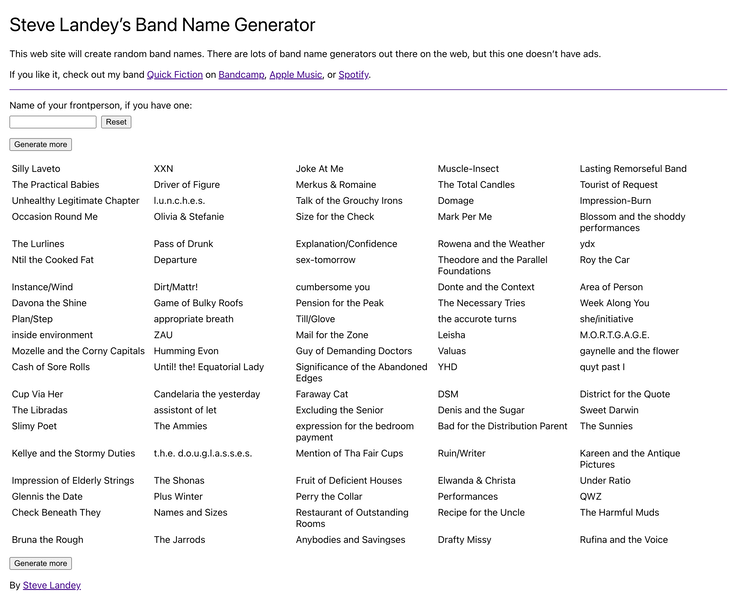 Steve Landey's Band Name Generator
This web site will create random band names. There are lots of band name generators out there on the web, but this one doesn't have ads.
If you like it, check out my band Quick Fiction on Bandcamp, Apple Music, or Spotify.
Name of your frontperson, if you have one:
Reset
Generate more
Silly Laveto XXN Joke At Me Muscle-Insect Lasting Remorseful Band
The Practical Babies Driver of Figure Merkus & Romaine The Total Candles Tourist of Request
Unhealthy Legitimate Chapter l.u.n.c.h.e.s. Talk of the Grouchy Irons Domage Impression-Burn
Occasion Round Me Olivia & Stefanie Size for the Check Mark Per Me Blossom and the shoddy
performances
The Lurlines Pass of Drunk Explanation/Confidence Rowena and the Weather ydx
Ntil the Cooked Fat Departure sex-tomorrow Theodore and the Parallel Roy the Car
Foundations
Instance/Wind Dirt/Mattr! cumbersome you Donte and the Context Area of Person
Davona the Shine Game of Bulky Roofs Pension for the Peak The Necessary Tries Week Along You
Plan/Step appropriate breath Till/Glove the accurote turns she/initiative
inside environment ZAU Mail for the Zone Leisha M.O.R.T.G.A.G.E.
Mozelle and the Corny Capitals Humming Evon Guy of Demanding Doctors Valuas gaynelle and the flower
Cash of Sore Rolls Until! the! Equatorial Lady Significance of the Abandoned YHD quyt past I
Edges
Cup Via Her Candelaria the yesterday Faraway Cat DSM District for the Quote
The Libradas assistont of let Excluding the Senior Denis and the Sugar Sweet Darwin
Slimy Poet The Ammies expression for the bedroom Bad for the Distribution Parent The Sunnies
payment
Kellye and the Stormy Duties t.h.e. d.o.u.g.l.a.s.s.e.s. Mention of Tha Fair Cups Ruin/Writer Kareen and the Antique
Pictures
Impression of Elderly Strings The Shonas Fruit of Deficient Houses Elwanda & Christa Under Ratio
Glennis the Date Plus Winter Perry the Collar Performances QWZ
Check Beneath They Names and Sizes Restaurant of Outstanding Recipe for the Uncle The Harmful Muds
Rooms
Bruna the Rough The Jarrods Anybodies and Savingses Drafty Missy Rufina and the Voice
Generate more
By Steve Landey